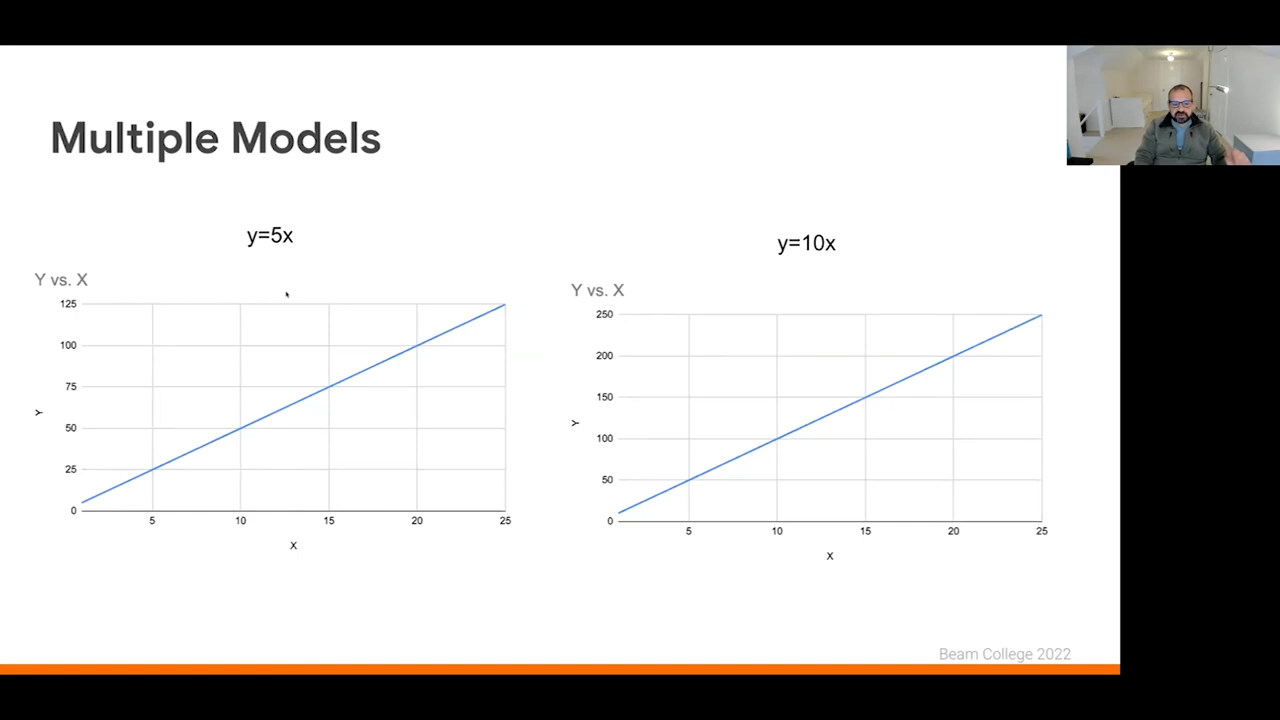 Multiple Models
y=5x
Y vs. X
125
100
75
50
25
0
5 10 15 20 25
Y
X
y=10x
Y vs. X
250
200
150
100
50
0
5 10 15 20 25
Y
X
Beam College 2022